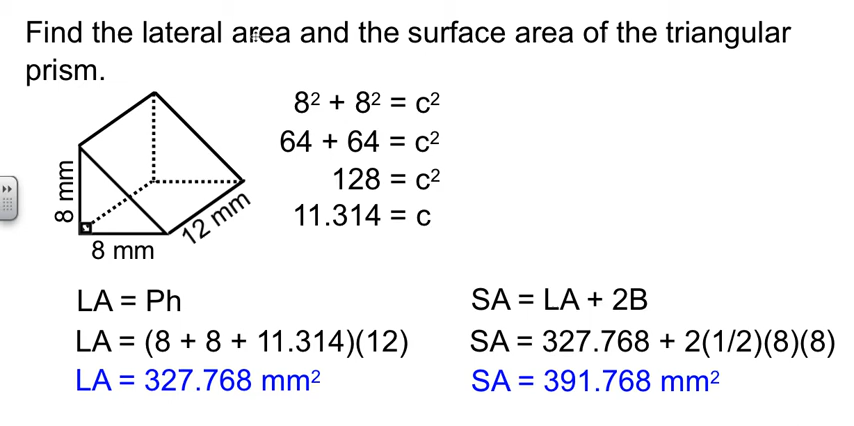 Find the lateral area and the surface area of the triangular
prism.
8² + 8² = c²
64 + 64 = c²
128 = c²
11.314 = c
8 mm
8 mm
12 mm
LA = Ph
LA = (8 + 8 + 11.314)(12)
LA = 327.768 mm²
SA = LA + 2B
SA = 327.768 + 2(1/2)(8)(8)
SA = 391.768 mm²